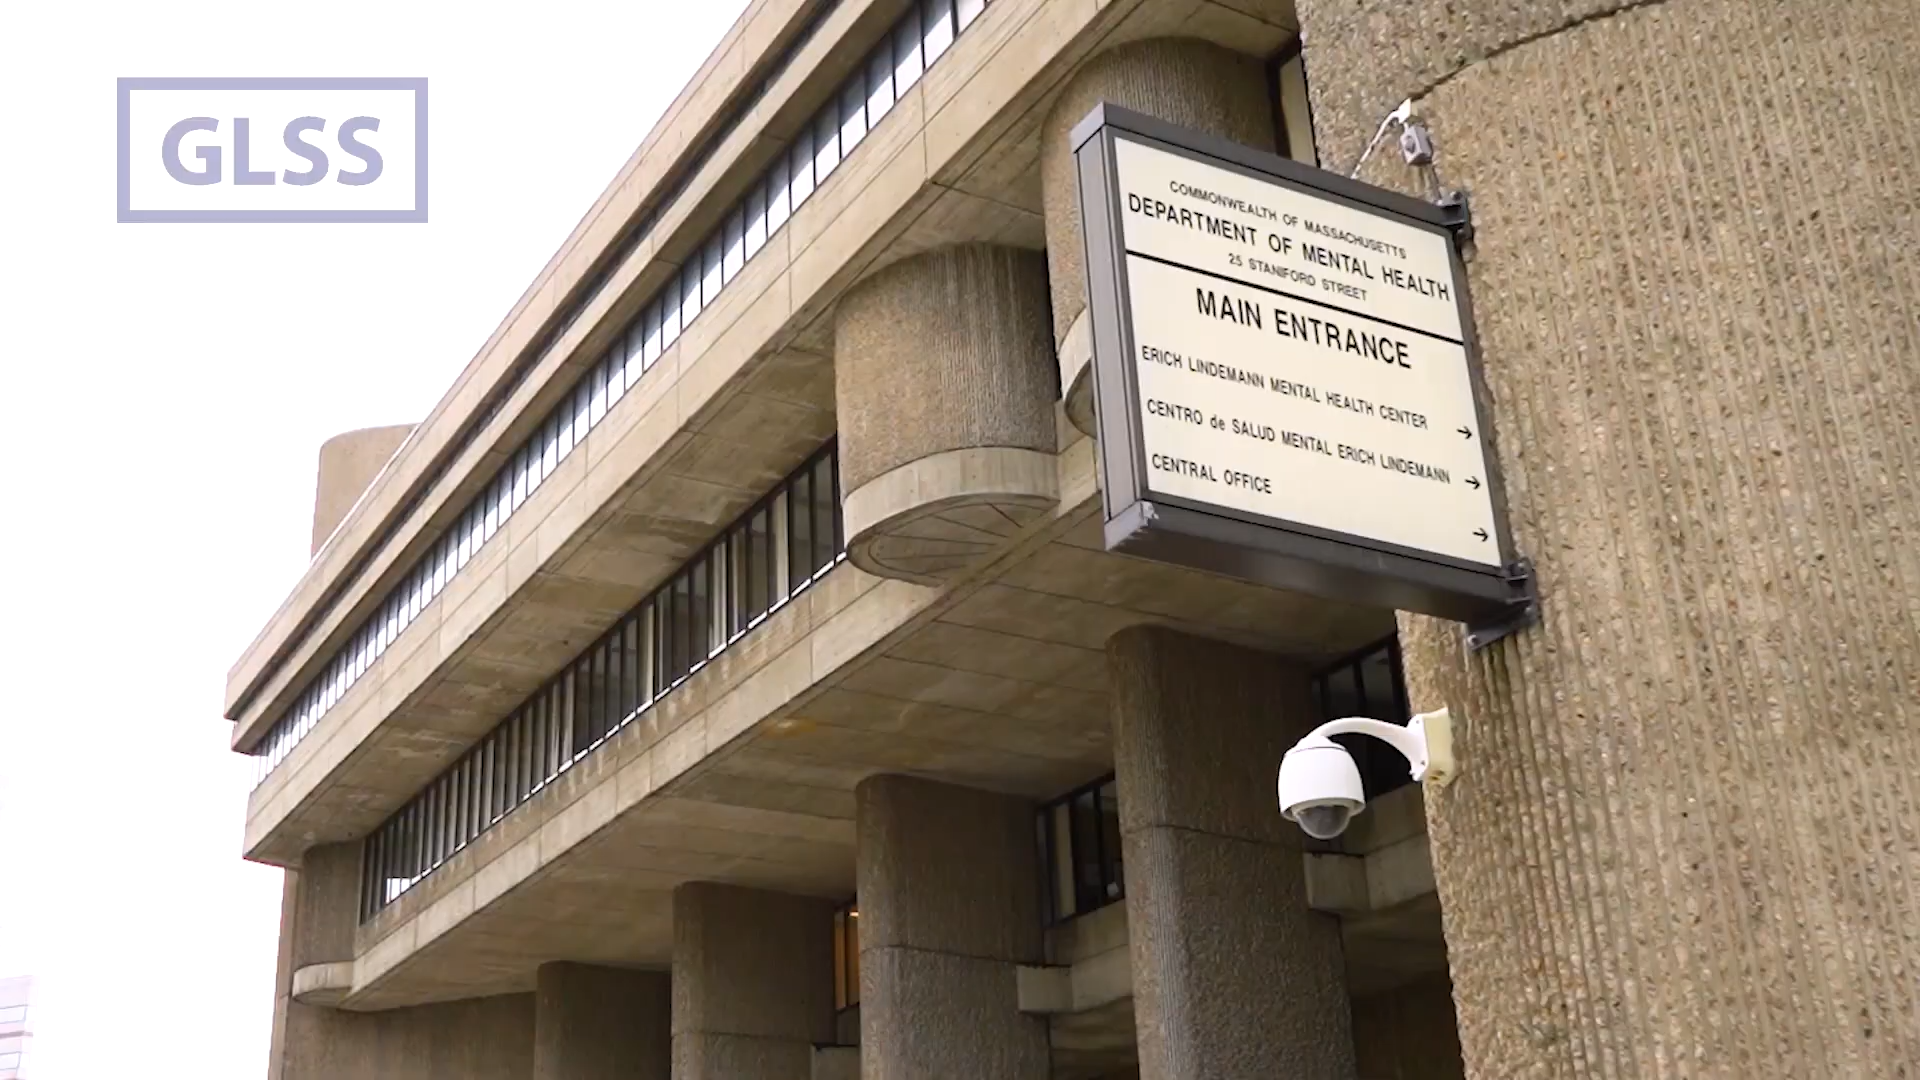 GLSS
COMMONWEALTH OF MASSACHUSETTS
DEPARTMENT OF MENTAL HEALTH
25 STANIFORD STREET
MAIN ENTRANCE
ERICH LINDEMANN MENTAL HEALTH CENTER →
CENTRO de SALUD MENTAL ERICH LINDEMANN →
CENTRAL OFFICE →